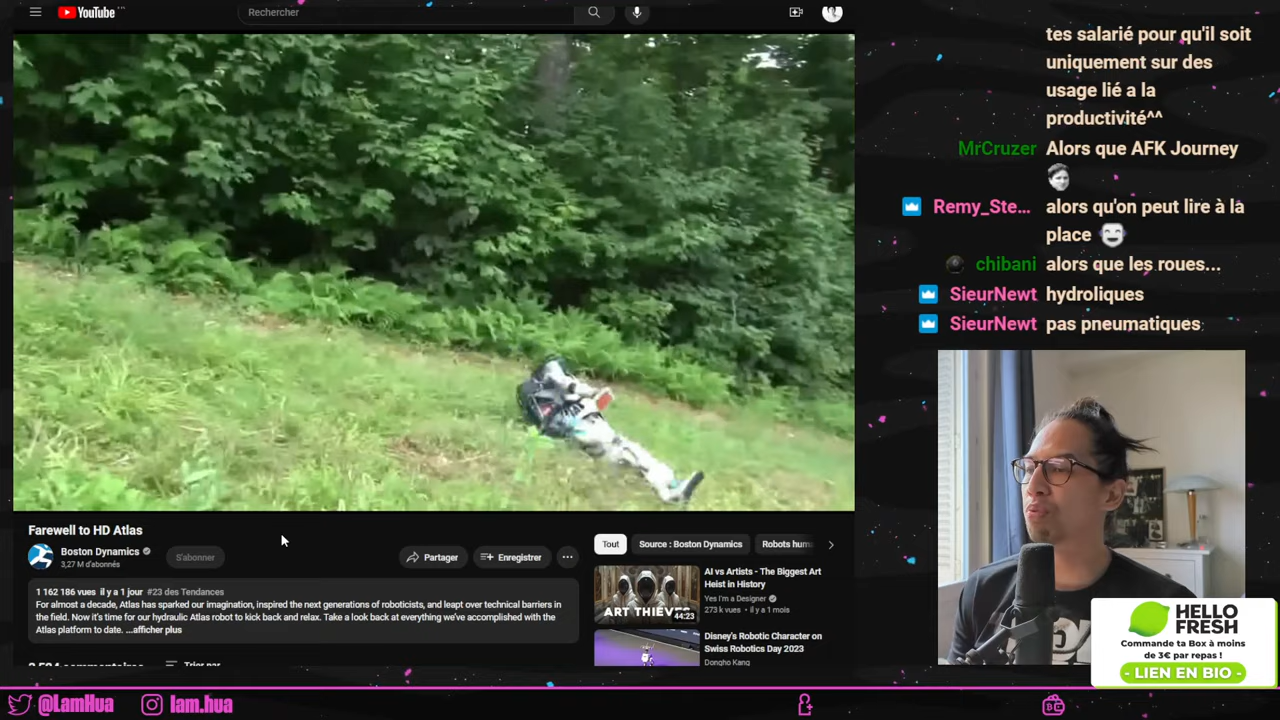 YouTube
Rechercher
Farewell to HD Atlas
Boston Dynamics
3,27 M d'abonnés
S'abonner
Partager
Enregistrer
1 162 186 vues il y a 1 jour #23 des Tendances
For almost a decade, Atlas has sparked our imagination, inspired the next generations of roboticists, and leapt over technical barriers in
the field. Now it's time for our hydraulic Atlas robot to kick back and relax. Take a look back at everything we've accomplished with the
Atlas platform to date. ...afficher plus
commentaires
Trier par
Tout
Source : Boston Dynamics
Robots huma
ART THIEVES
44:23
AI vs Artists - The Biggest Art
Heist in History
Yes I'm a Designer
273 k vues • il y a 1 mois
Disney's Robotic Character on
Swiss Robotics Day 2023
Dongho Kang
tes salarié pour qu'il soit
uniquement sur des
usage lié a la
productivité^^
MrCruzer Alors que AFK Journey
Remy_Ste... alors qu'on peut lire à la
place
chibani alors que les roues...
SieurNewt hydroliques
SieurNewt pas pneumatiques
HELLO
FRESH
Commande ta Box à moins
de 3€ par repas !
- LIEN EN BIO -
@LamHua
lam.hua